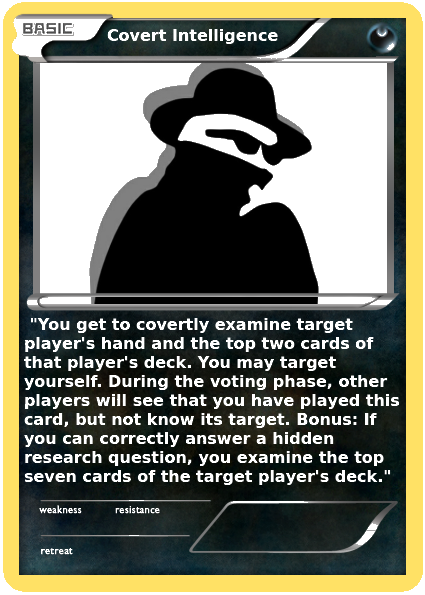 BASIC
Covert Intelligence
"You get to covertly examine target
player's hand and the top two cards of
that player's deck. You may target
yourself. During the voting phase, other
players will see that you have played this
card, but not know its target. Bonus: If
you can correctly answer a hidden
research question, you examine the top
seven cards of the target player's deck."
weakness resistance
retreat